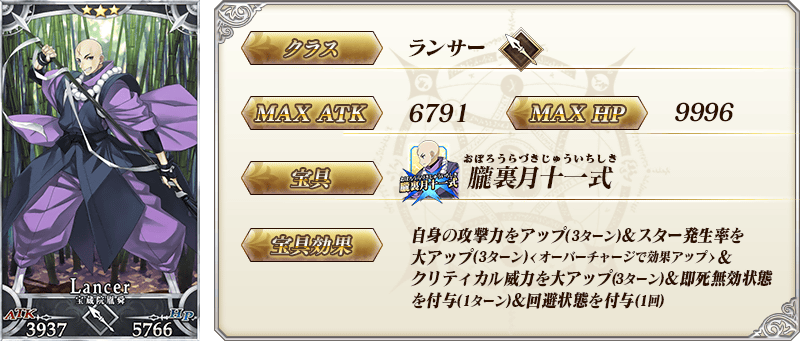 Lancer
宝蔵院胤舜
ATK HP
3937 5766
クラス ランサー
MAX ATK 6791 MAX HP 9996
宝具
おぼろうらづきじゅういちしき
朧裏月十一式
朧裏月十一式
宝具効果
自身の攻撃力をアップ(3ターン)&スター発生率を
大アップ(3ターン)<オーバーチャージで効果アップ>&
クリティカル威力を大アップ(3ターン)&即死無効状態
を付与(1ターン)&回避状態を付与(1回)